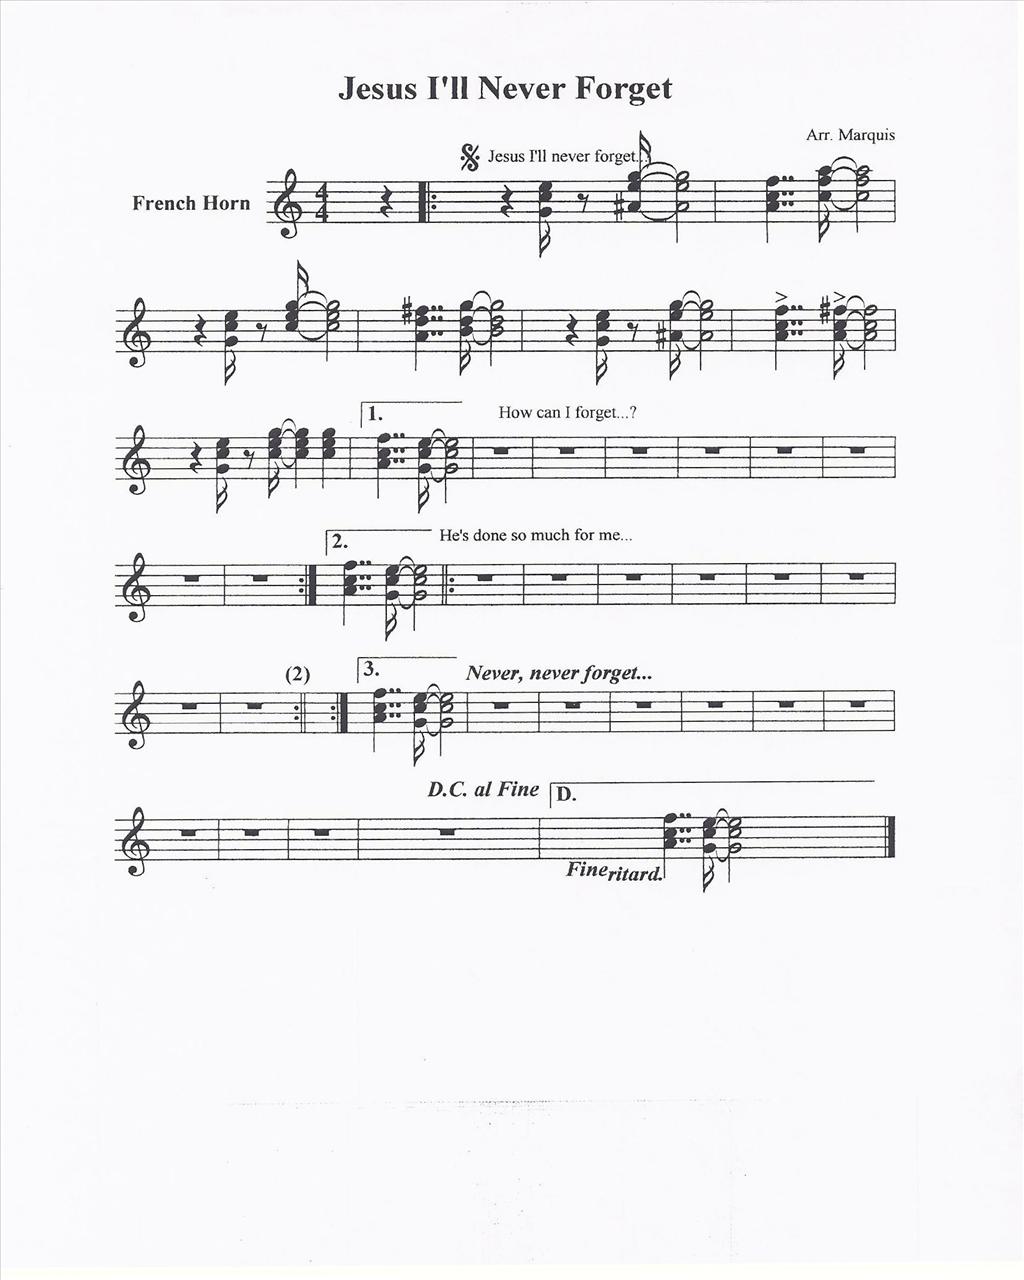 Jesus I'll Never Forget
Arr. Marquis
Jesus I'll never forget...
French Horn
4
4
1.
How can I forget...?
2.
He's done so much for me...
(2)
3.
Never, never forget...
D.C. al Fine
D.
Fine ritard.